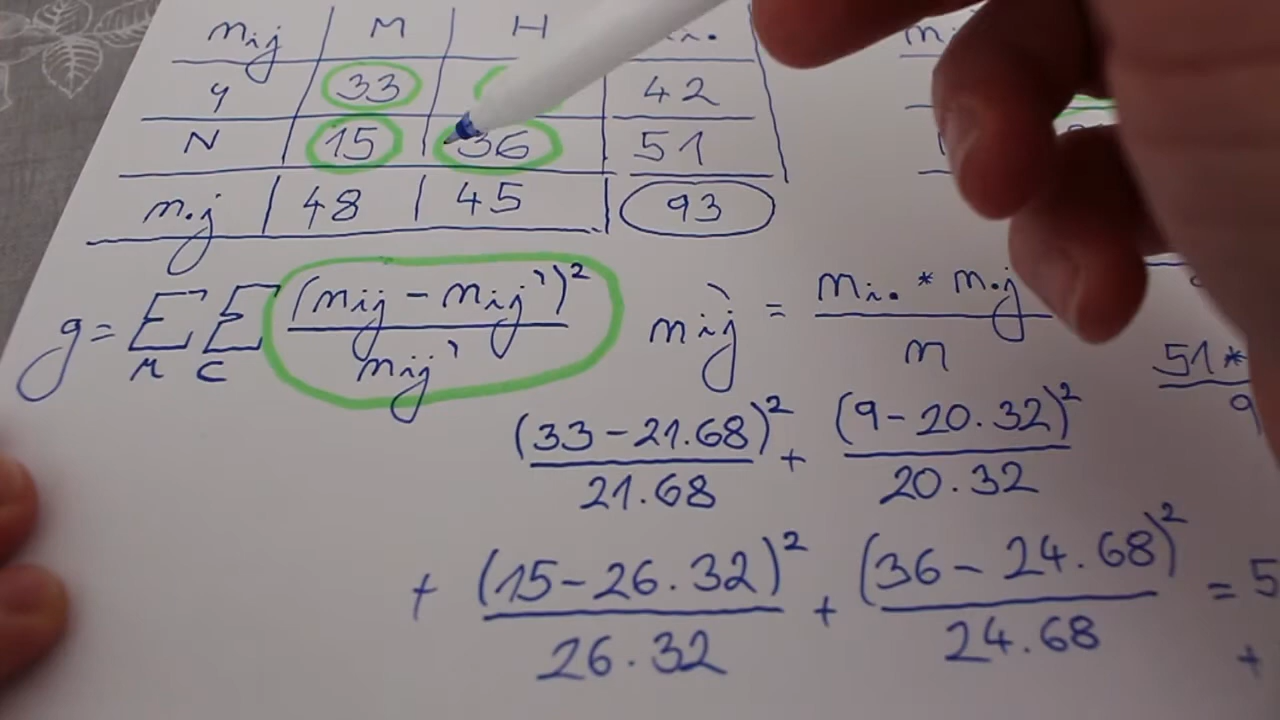 nij | M | H | i.
y | 33 | | 42
N | 15 | 36 | 51
n.j | 48 | 45 | 93
g = Σ Σ (nij - nij')² / nij' nij' = ni. * n.j / n
r c
51 *
9
(33 - 21.68)² / 21.68 + (9 - 20.32)² / 20.32
+ (15 - 26.32)² / 26.32 + (36 - 24.68)² / 24.68 = 5
+